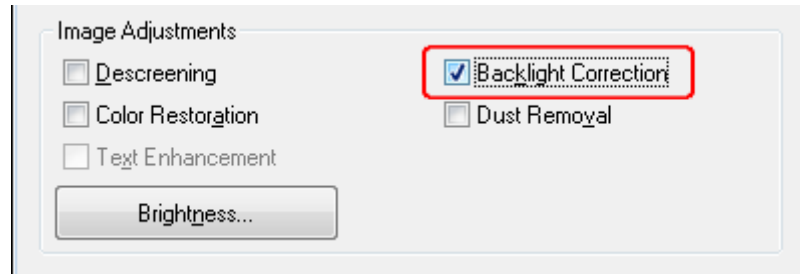 Image Adjustments
Descreening
Backlight Correction
Color Restoration
Dust Removal
Text Enhancement
Brightness...